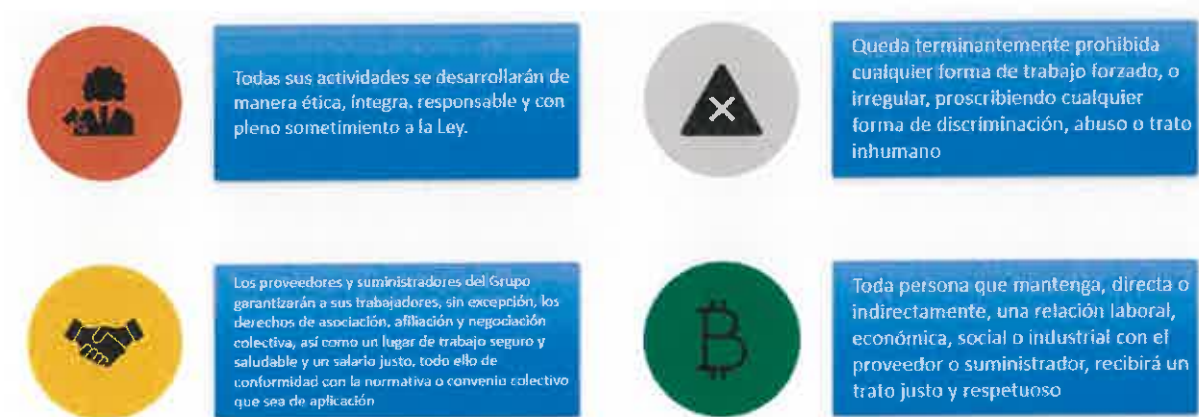 Todas sus actividades se desarrollarán de
manera ética, íntegra, responsable y con
pleno sometimiento a la Ley.
Queda terminantemente prohibida
cualquier forma de trabajo forzado, o
irregular, proscribiendo cualquier
forma de discriminación, abuso o trato
inhumano
Los proveedores y suministradores del Grupo
garantizarán a sus trabajadores, sin excepción, los
derechos de asociación, afiliación y negociación
colectiva, así como un lugar de trabajo seguro y
saludable y un salario justo, todo ello de
conformidad con la normativa o convenio colectivo
que sea de aplicación
Toda persona que mantenga, directa o
indirectamente, una relación laboral,
económica, social o industrial con el
proveedor o suministrador, recibirá un
trato justo y respetuoso